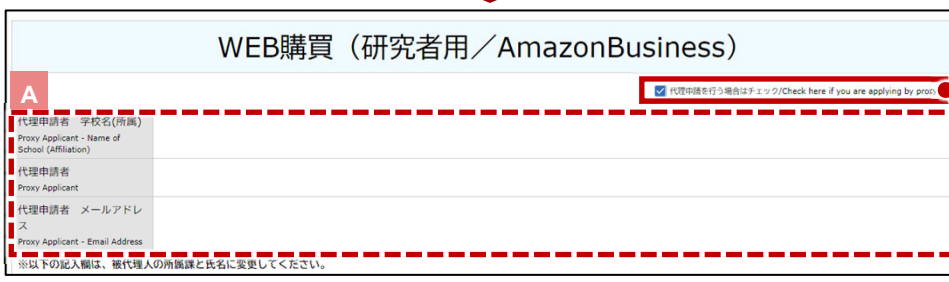 WEB購買（研究者用／AmazonBusiness）
代理申請を行う場合はチェック/Check here if you are applying by proxy
A
代理申請者　学校名(所属)
Proxy Applicant - Name of
School (Affiliation)
代理申請者
Proxy Applicant
代理申請者　メールアドレ
ス
Proxy Applicant - Email Address
※以下の記入欄は、被代理人の所属課と氏名に変更してください。